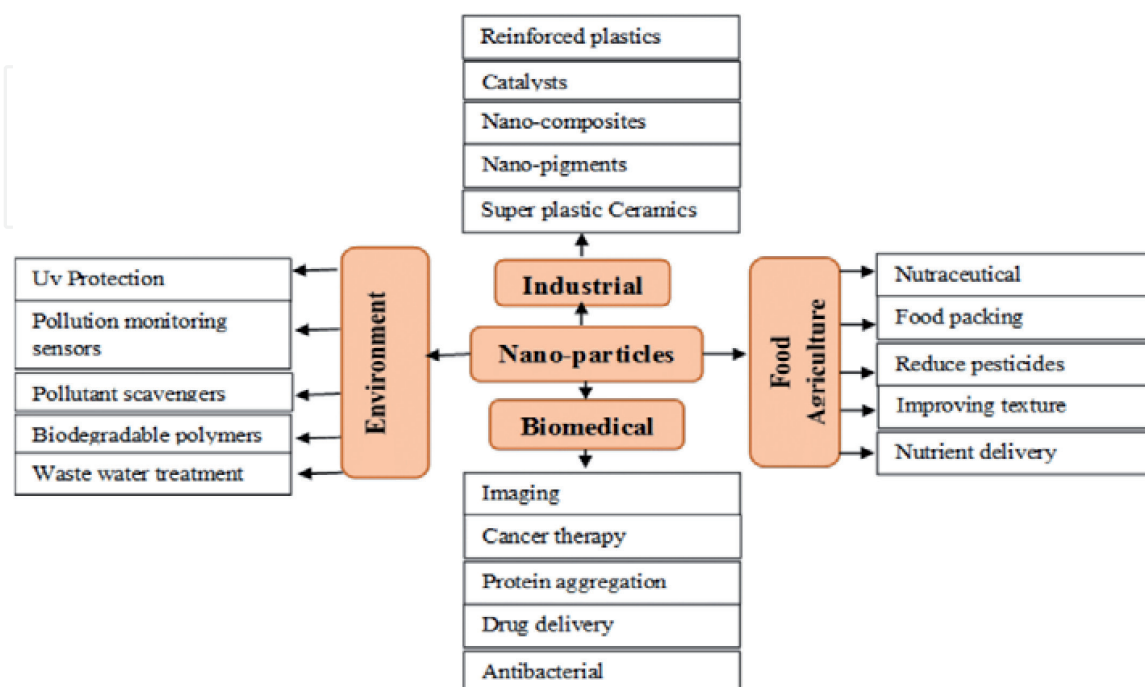 Reinforced plastics
Catalysts
Nano-composites
Nano-pigments
Super plastic Ceramics
Industrial
Nano-particles
Biomedical
Environment
Uv Protection
Pollution monitoring
sensors
Pollutant scavengers
Biodegradable polymers
Waste water treatment
Food
Agriculture
Nutraceutical
Food packing
Reduce pesticides
Improving texture
Nutrient delivery
Imaging
Cancer therapy
Protein aggregation
Drug delivery
Antibacterial